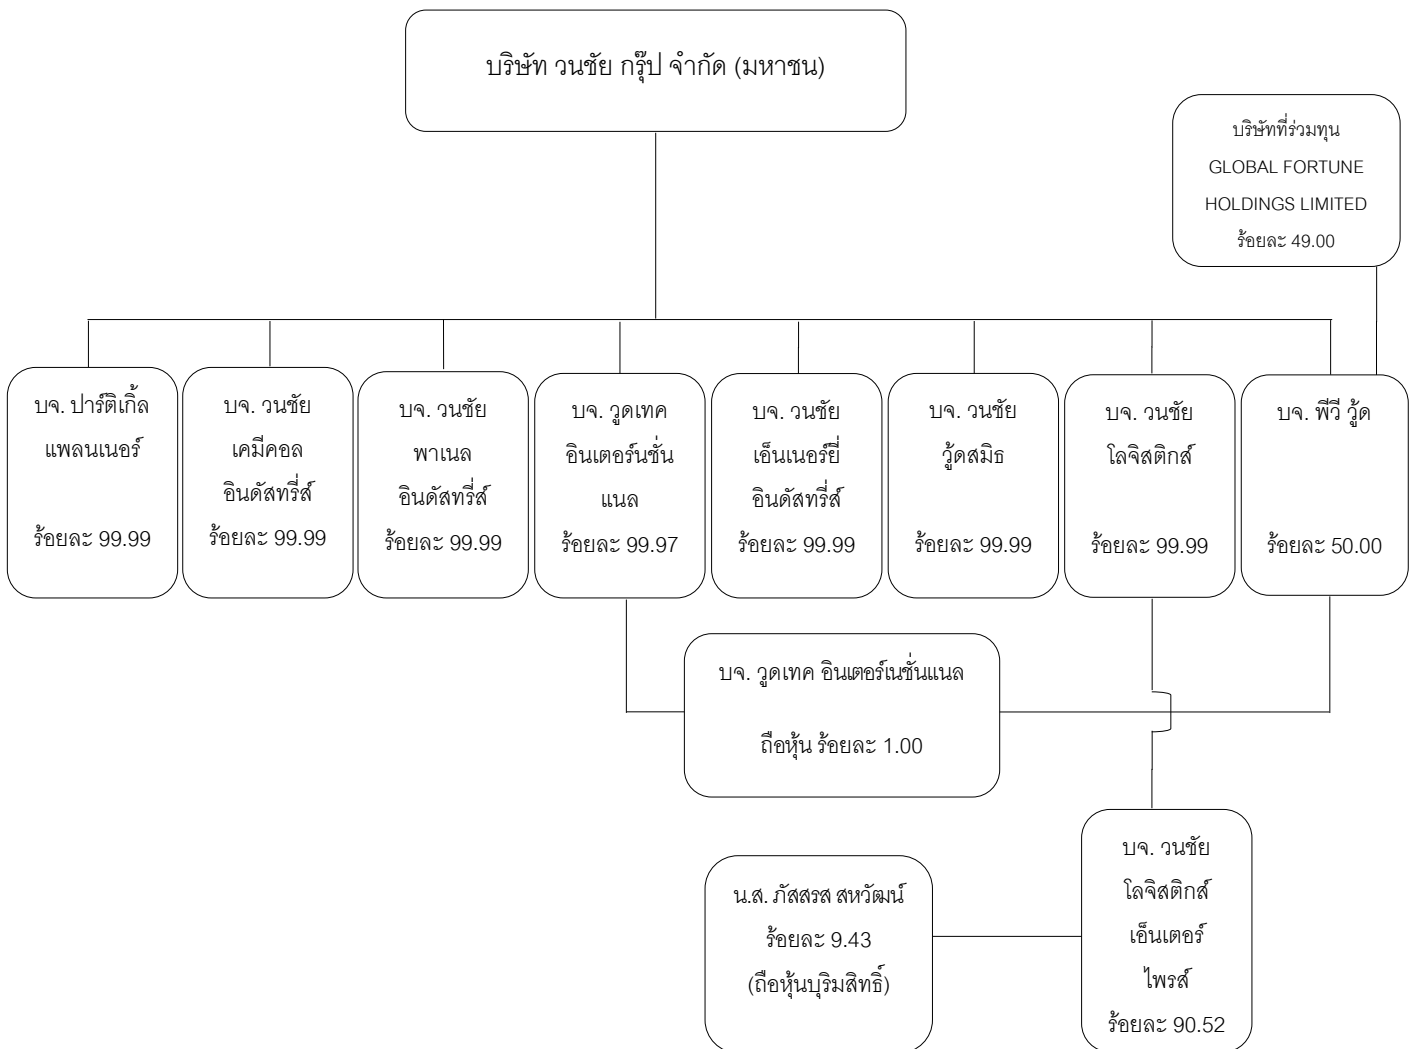 บริษัท วนชัย กรุ๊ป จำกัด (มหาชน)
บริษัทที่ร่วมทุน
GLOBAL FORTUNE
HOLDINGS LIMITED
ร้อยละ 49.00
บจ. ปาร์ติเกิ้ล
แพลนเนอร์
ร้อยละ 99.99
บจ. วนชัย
เคมีคอล
อินดัสทรี่ส์
ร้อยละ 99.99
บจ. วนชัย
พาเนล
อินดัสทรี่ส์
ร้อยละ 99.99
บจ. วูดเทค
อินเตอร์นชั่น
แนล
ร้อยละ 99.97
บจ. วนชัย
เอ็นเนอร์ยี่
อินดัสทรี่ส์
ร้อยละ 99.99
บจ. วนชัย
วู้ดสมิธ
ร้อยละ 99.99
บจ. วนชัย
โลจิสติกส์
ร้อยละ 99.99
บจ. พีวี วู้ด
ร้อยละ 50.00
บจ. วูดเทค อินเตอร์เนชั่นแนล
ถือหุ้น ร้อยละ 1.00
น.ส. ภัสสรส สหวัฒน์
ร้อยละ 9.43
(ถือหุ้นบุริมสิทธิ์)
บจ. วนชัย
โลจิสติกส์
เอ็นเตอร์
ไพรส์
ร้อยละ 90.52